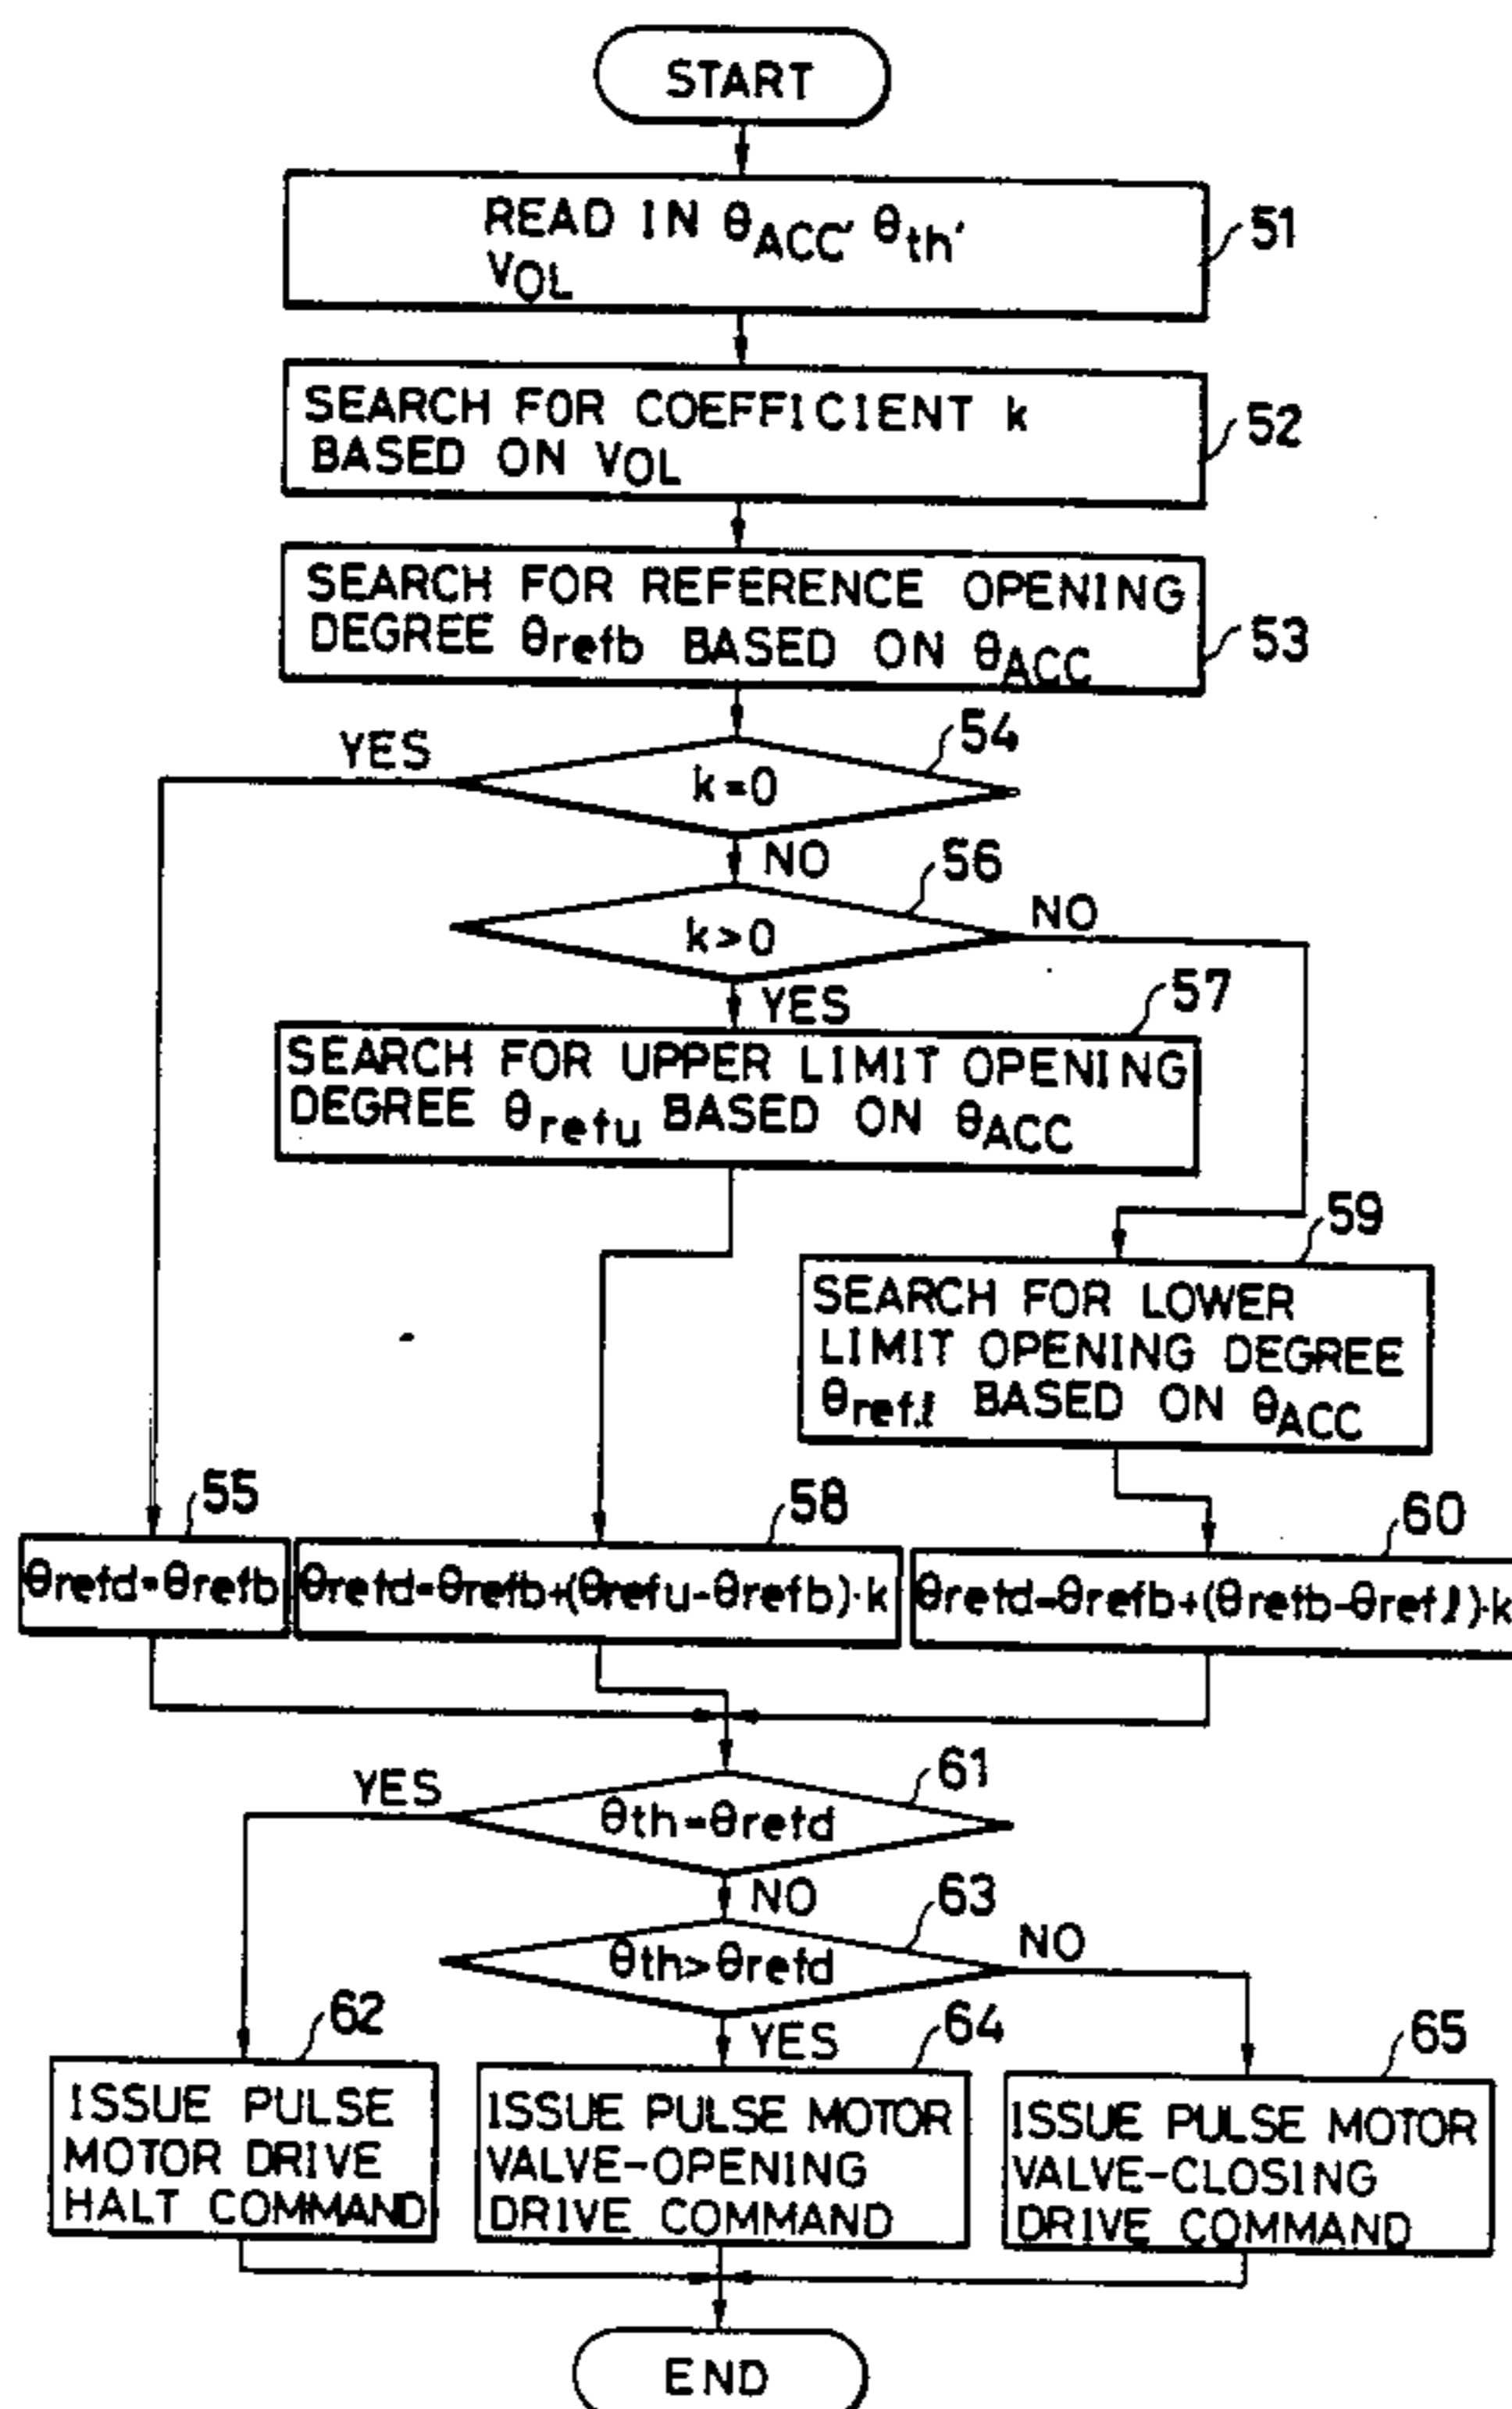 START
READ IN θACC, θth,
VOL
51
SEARCH FOR COEFFICIENT k
BASED ON VOL
52
SEARCH FOR REFERENCE OPENING
DEGREE θrefb BASED ON θACC
53
YES
54
k=0
NO
56
k>0
NO
YES
57
SEARCH FOR UPPER LIMIT OPENING
DEGREE θrefu BASED ON θACC
59
SEARCH FOR LOWER
LIMIT OPENING DEGREE
θrefl BASED ON θACC
55
θrefd=θrefb
58
θrefd=θrefb+(θrefu-θrefb)·k
60
θrefd=θrefb+(θrefb-θrefl)·k
61
YES
θth=θrefd
NO
63
θth>θrefd
NO
YES
62
ISSUE PULSE
MOTOR DRIVE
HALT COMMAND
64
ISSUE PULSE MOTOR
VALVE-OPENING
DRIVE COMMAND
65
ISSUE PULSE MOTOR
VALVE-CLOSING
DRIVE COMMAND
END